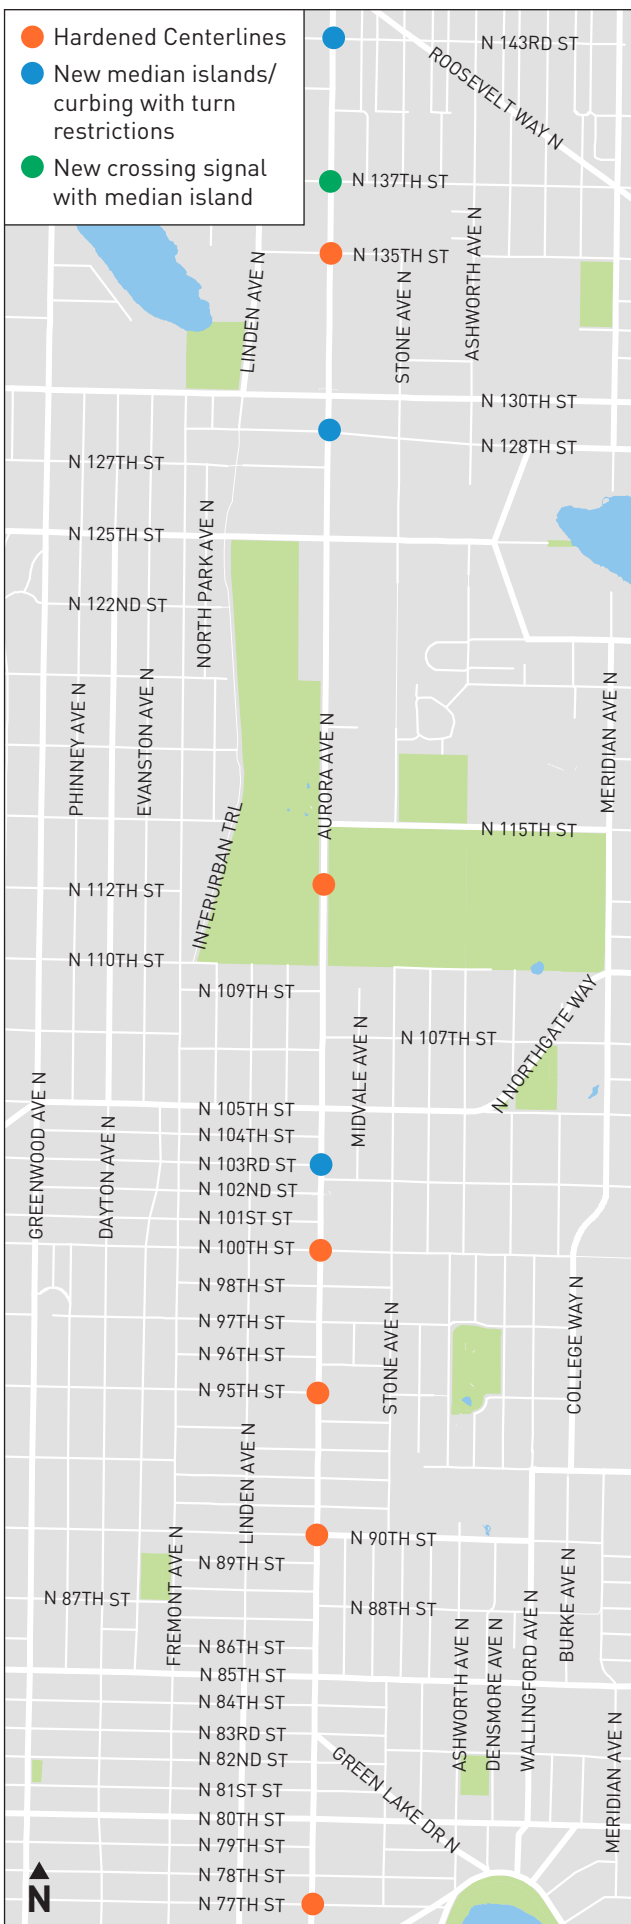 Hardened Centerlines
New median islands/
curbing with turn
restrictions
New crossing signal
with median island
N 143RD ST
ROOSEVELT WAY N
N 137TH ST
N 135TH ST
LINDEN AVE N
STONE AVE N
ASHWORTH AVE N
N 130TH ST
N 128TH ST
N 127TH ST
N 125TH ST
NORTH PARK AVE N
N 122ND ST
PHINNEY AVE N
EVANSTON AVE N
AURORA AVE N
MERIDIAN AVE N
N 115TH ST
INTERURBAN TRL
N 112TH ST
N 110TH ST
N 109TH ST
N NORTHGATE WAY
N 107TH ST
MIDVALE AVE N
GREENWOOD AVE N
DAYTON AVE N
N 105TH ST
N 104TH ST
N 103RD ST
N 102ND ST
N 101ST ST
N 100TH ST
N 98TH ST
N 97TH ST
N 96TH ST
N 95TH ST
STONE AVE N
COLLEGE WAY N
LINDEN AVE N
N 90TH ST
N 89TH ST
FREMONT AVE N
N 87TH ST
N 88TH ST
BURKE AVE N
N 86TH ST
N 85TH ST
N 84TH ST
N 83RD ST
N 82ND ST
N 81ST ST
N 80TH ST
N 79TH ST
N 78TH ST
N 77TH ST
ASHWORTH AVE N
DENSMORE AVE N
WALLINGFORD AVE N
MERIDIAN AVE N
GREEN LAKE DR N
N